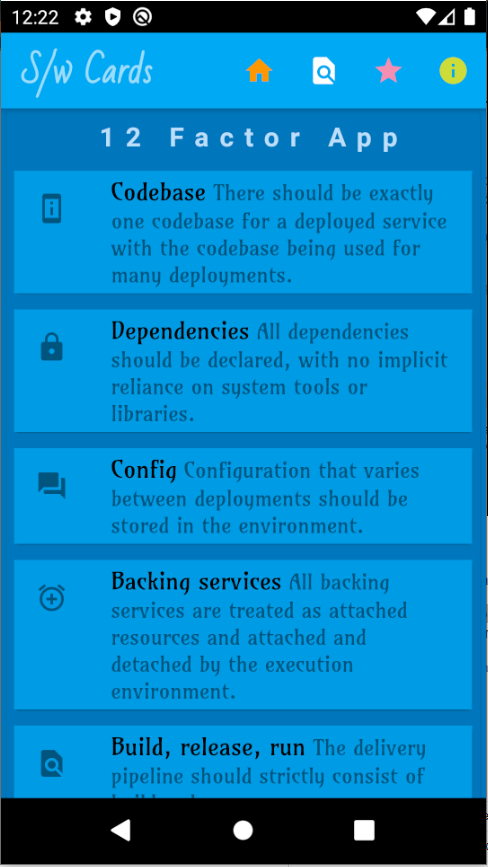 12:22
S/w Cards
12 Factor App
Codebase There should be exactly
one codebase for a deployed service
with the codebase being used for
many deployments.
Dependencies All dependencies
should be declared, with no implicit
reliance on system tools or
libraries.
Config Configuration that varies
between deployments should be
stored in the environment.
Backing services All backing
services are treated as attached
resources and attached and
detached by the execution
environment.
Build, release, run The delivery
pipeline should strictly consist of